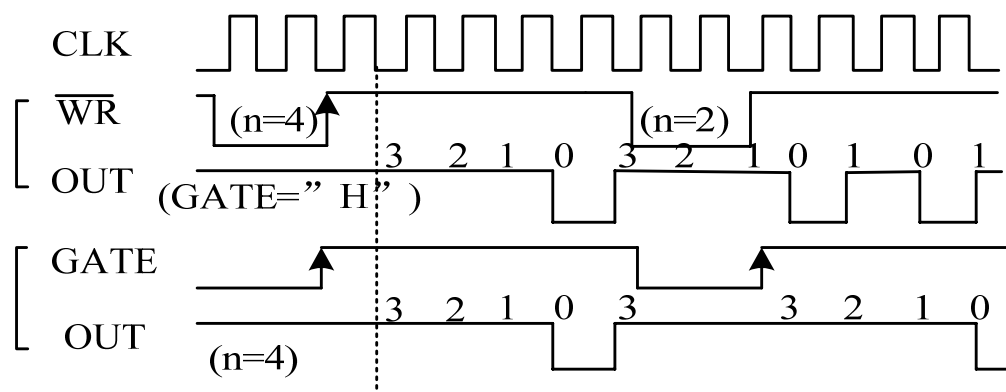 CLK
W̅R̅ (n=4) (n=2)
3 2 1 0 3 2 1 0 1 0 1
OUT (GATE=” H” )
GATE
3 2 1 0 3 3 2 1 0
OUT
(n=4)